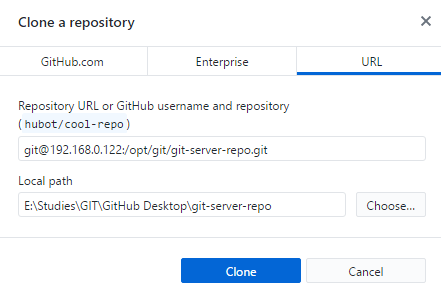 Clone a repository
GitHub.com
Enterprise
URL
Repository URL or GitHub username and repository
(hubot/cool-repo)
git@192.168.0.122:/opt/git/git-server-repo.git
Local path
E:\Studies\GIT\GitHub Desktop\git-server-repo
Choose...
Clone
Cancel